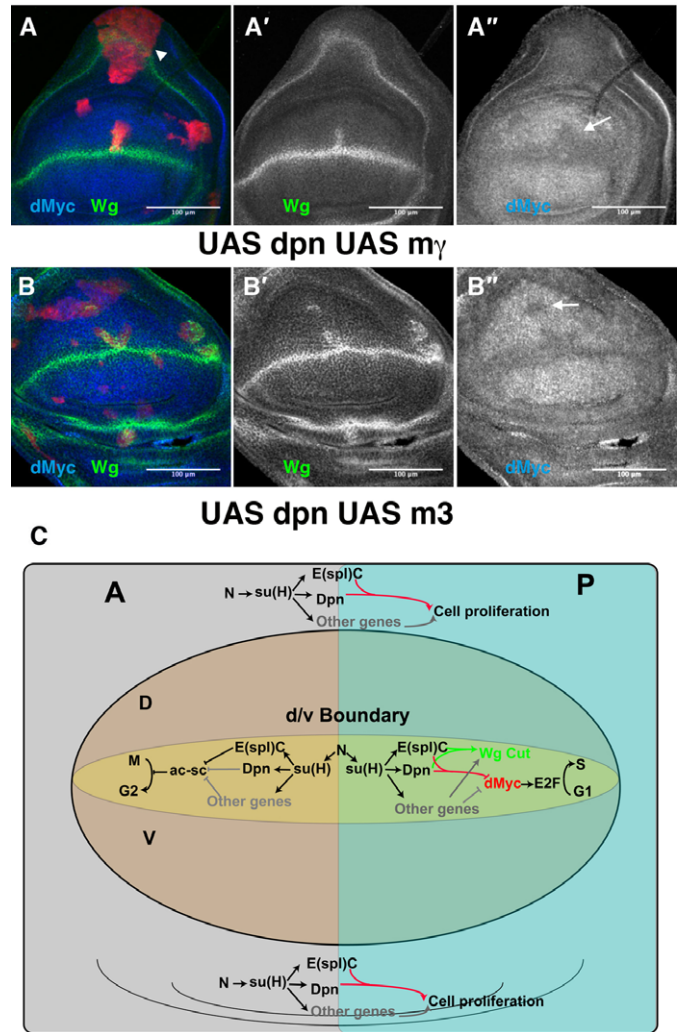 A A′ A″
dMyc Wg 100 µm Wg 100 µm dMyc 100 µm
UAS dpn UAS mγ
B B′ B″
dMyc Wg 100 µm Wg 100 µm dMyc 100 µm
UAS dpn UAS m3
C
A P
E(spl)C
N su(H) Dpn Cell proliferation
Other genes
D
d/v Boundary
M E(spl)C N E(spl)C Wg Cut S
ac-sc Dpn su(H) su(H) Dpn dMyc E2F
G2 Other genes Other genes G1
V
E(spl)C
N su(H) Dpn Cell proliferation
Other genes